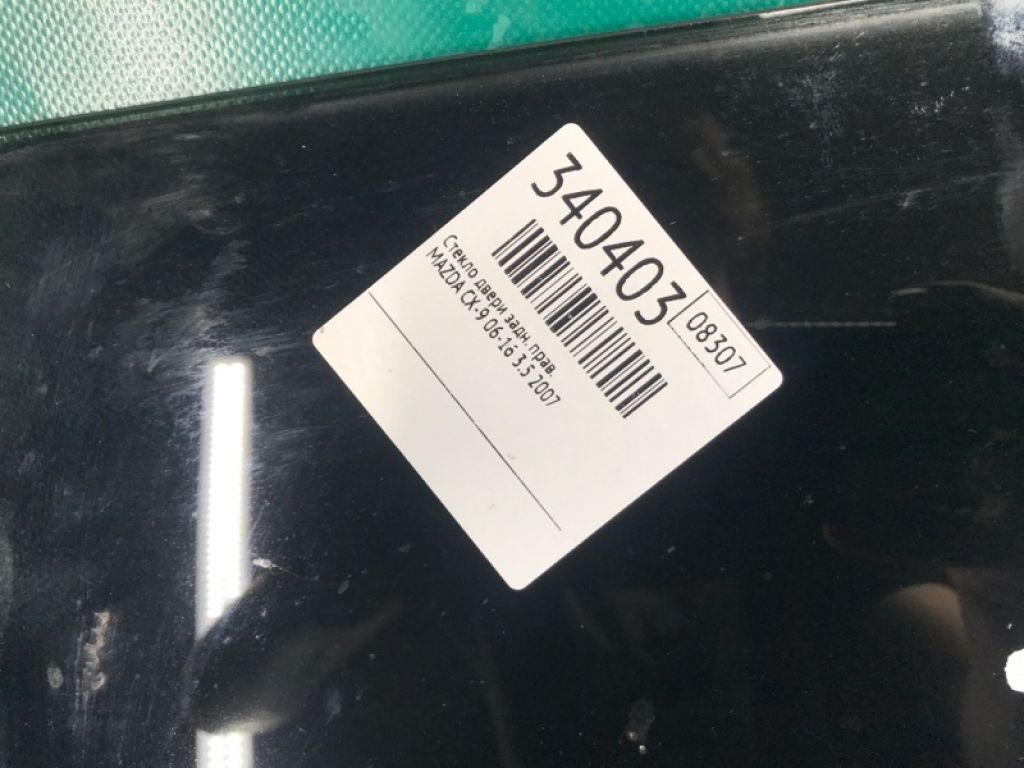 340403
08307
Стекло двери задн. прав.
MAZDA CX-9 06-16 3.5 2007